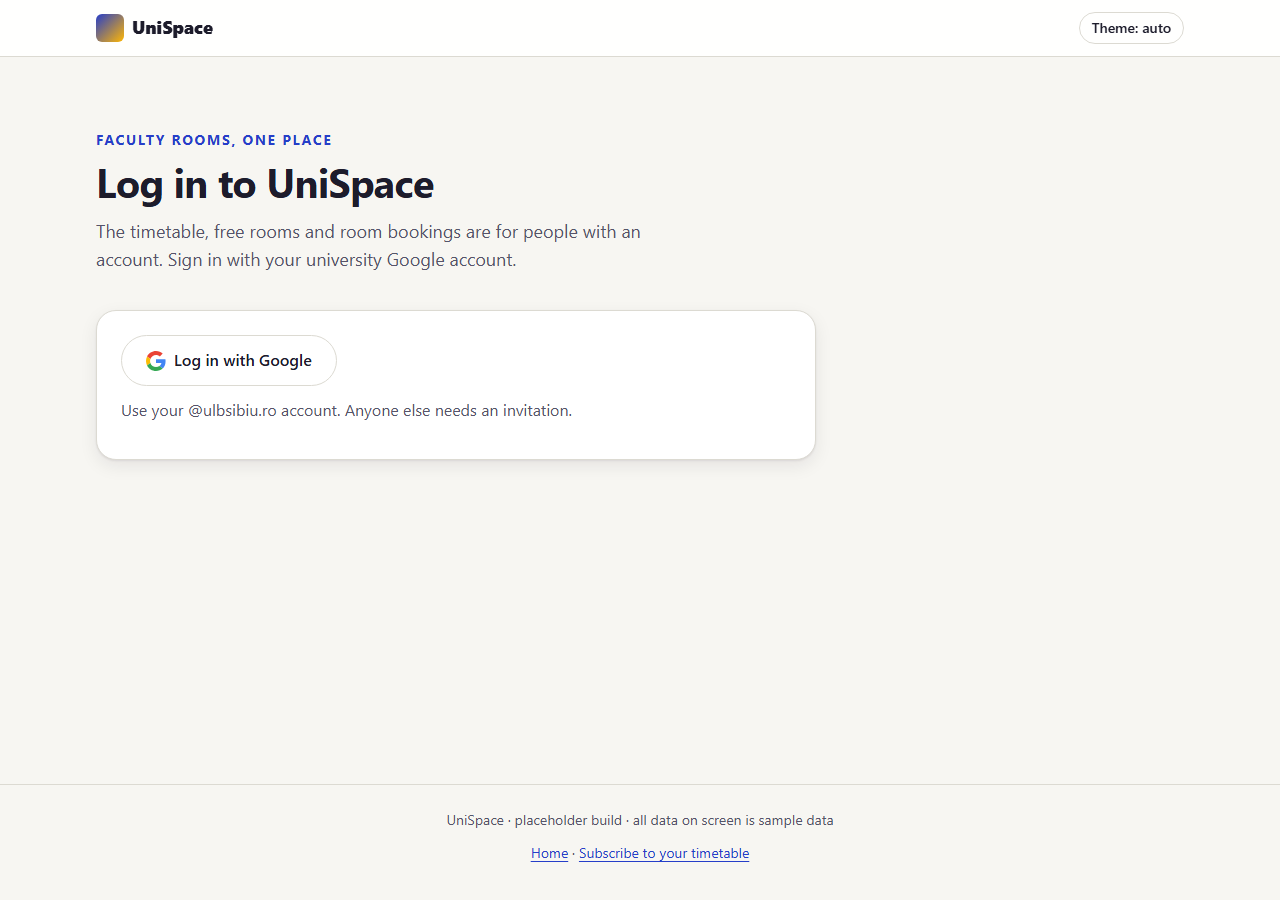 UniSpace
Theme: auto
FACULTY ROOMS, ONE PLACE
Log in to UniSpace
The timetable, free rooms and room bookings are for people with an
account. Sign in with your university Google account.
Log in with Google
Use your @ulbsibiu.ro account. Anyone else needs an invitation.
UniSpace · placeholder build · all data on screen is sample data
Home · Subscribe to your timetable